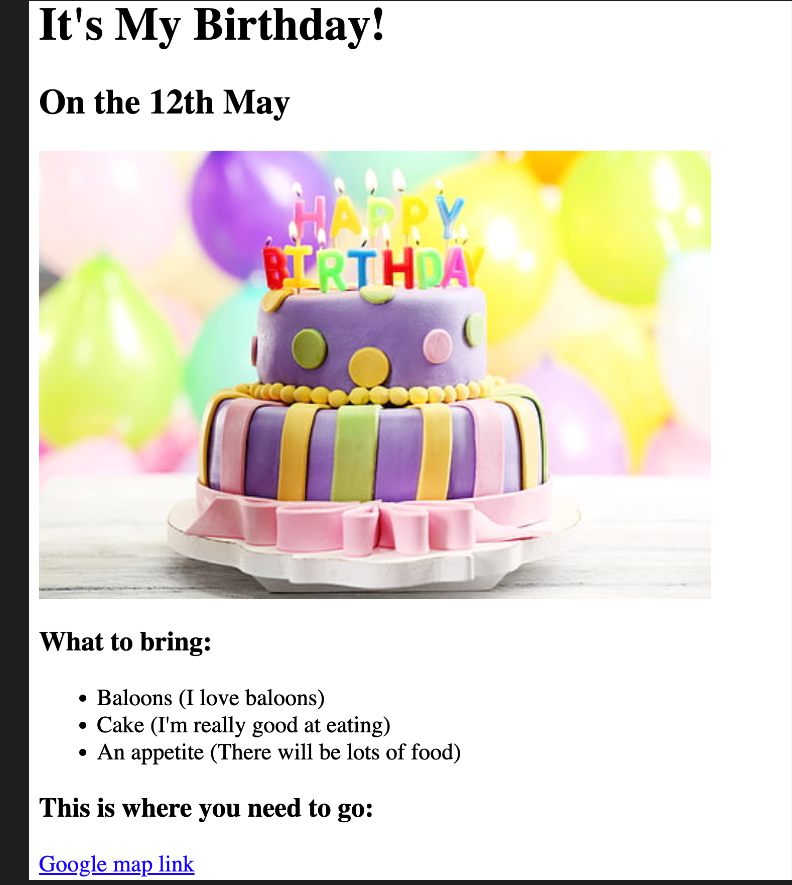 It's My Birthday!
On the 12th May
HAPPY
BIRTHDAY
What to bring:
Baloons (I love baloons)
Cake (I'm really good at eating)
An appetite (There will be lots of food)
This is where you need to go:
Google map link